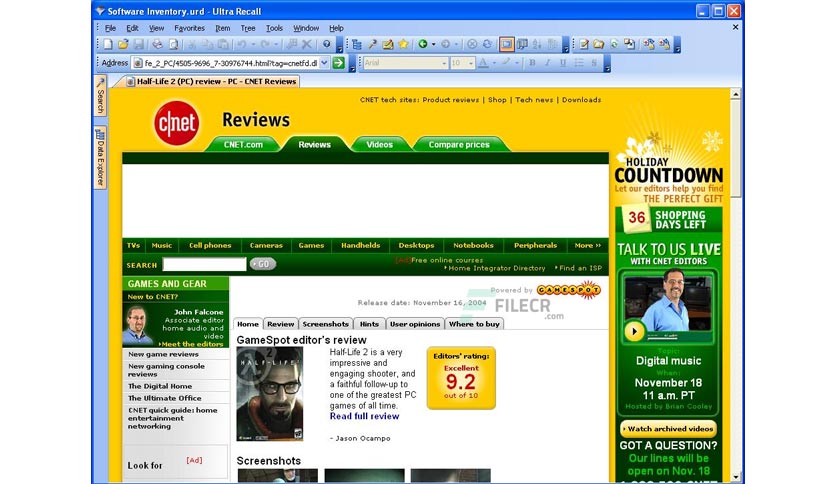 Software Inventory.urd - Ultra Recall
File Edit View Favorites Item Tree Tools Window Help
Address fe_2_PC/4505-9696_7-30976744.html?tag=cnetfd.dl Arial 10 A B I U S
Half-Life 2 (PC) review - PC - CNET Reviews
Search
Data Explorer
CNET tech sites: Product reviews | Shop | Tech news | Downloads
c|net Reviews
CNET.com Reviews Videos Compare prices
TVs Music Cell phones Cameras Games Handhelds Desktops Notebooks Peripherals More ››
SEARCH GO
[Ad] Free online courses
Home Integrator Directory Find an ISP
GAMES AND GEAR
New to CNET?
John Falcone
Associate editor
home audio and
video
Meet the editors
New game reviews
New gaming console
reviews
The Digital Home
The Ultimate Office
CNET quick guide: home
entertainment
networking
Look for [Ad]
Powered by GAMESPOT
Release date: November 16, 2004
FILECR
.com
Home Review Screenshots Hints User opinions Where to buy
GameSpot editor's review
HALF-LIFE
2
Half-Life 2 is a very
impressive and
engaging shooter, and
a faithful follow-up to
one of the greatest PC
games of all time.
Read full review
- Jason Ocampo
Editors' rating:
Excellent
9.2
out of 10
Screenshots
HOLIDAY
COUNTDOWN
Let our editors help you find
THE PERFECT GIFT
36 SHOPPING
DAYS LEFT
TALK TO US LIVE
WITH CNET EDITORS
Topic:
Digital music
When:
November 18
11 a.m. PT
Hosted by Brian Cooley
Watch archived videos
GOT A QUESTION?
Our lines will be
open on Nov. 18